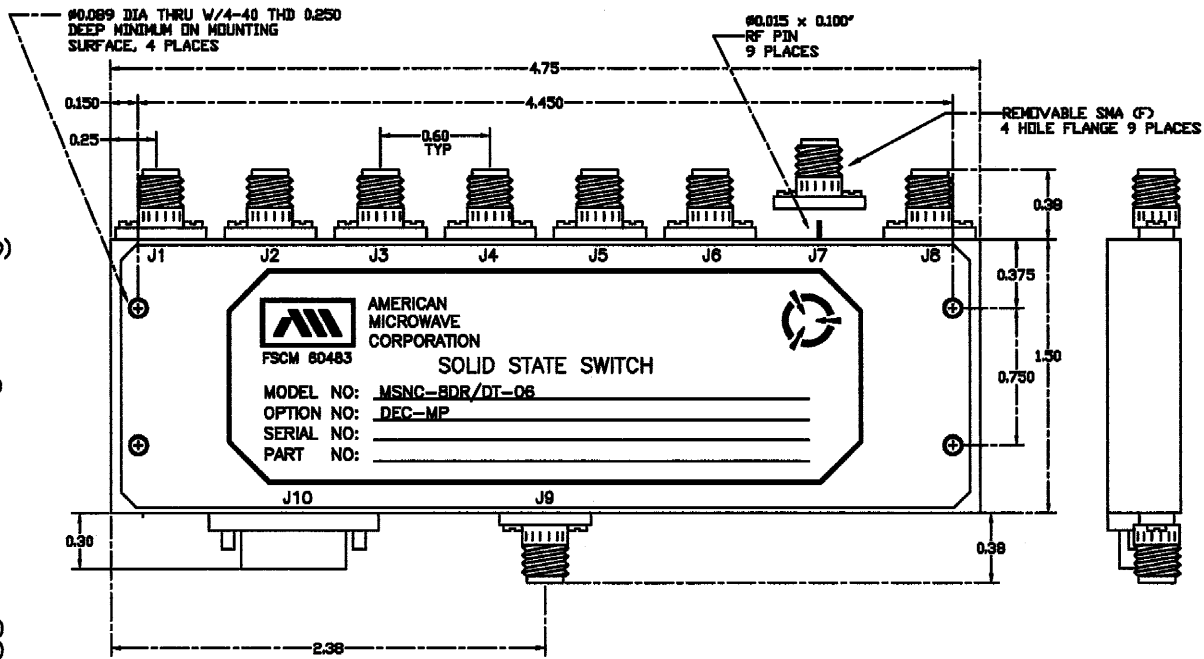 Ø0.089 DIA THRU W/4-40 THD 0.250
DEEP MINIMUM ON MOUNTING
SURFACE, 4 PLACES
Ø0.015 x 0.100"
RF PIN
9 PLACES
4.75
0.150
4.450
0.25
0.60
TYP
REMOVABLE SMA (F)
4 HOLE FLANGE 9 PLACES
0.38
J1 J2 J3 J4 J5 J6 J7 J8
0.375
AMERICAN
MICROWAVE
CORPORATION
FSCM 60483
SOLID STATE SWITCH
1.50
0.750
MODEL NO: MSNC-8DR/DT-06
OPTION NO: DEC-MP
SERIAL NO:
PART NO:
J10 J9
0.30
0.38
2.38